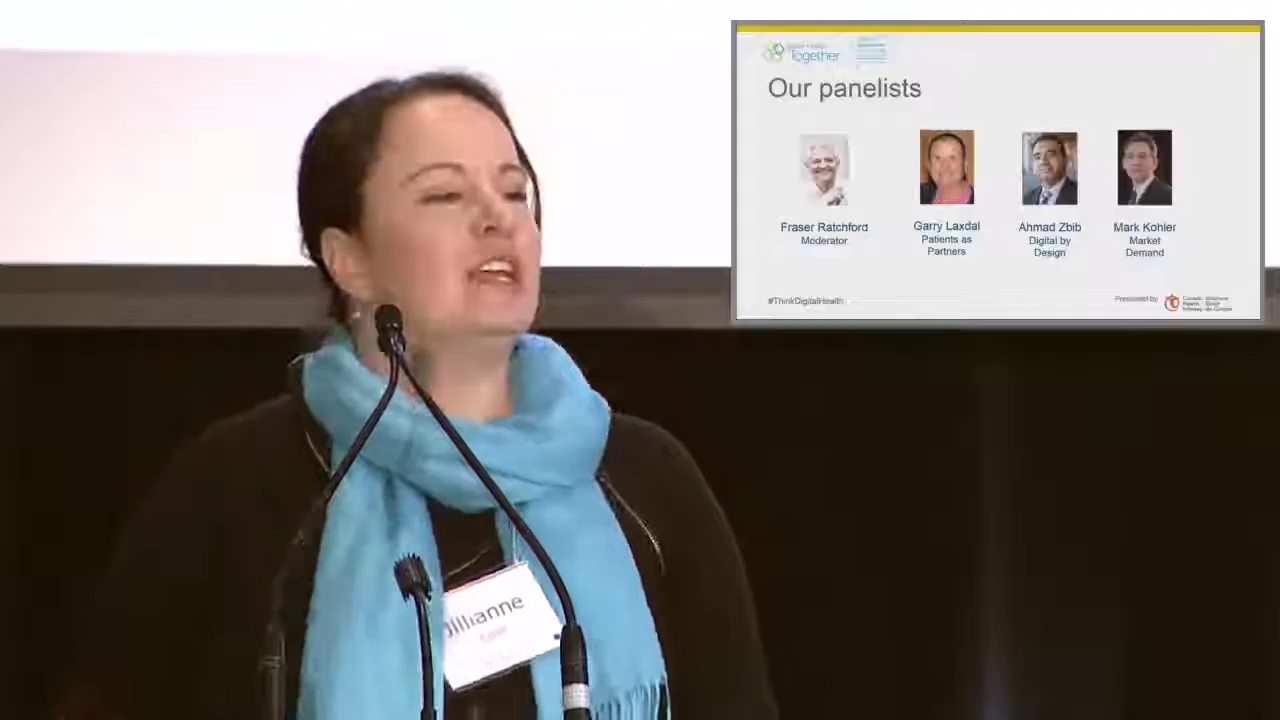 Together
Our panelists
Fraser Ratchford
Moderator
Garry Laxdal
Patients as
Partners
Ahmad Zbib
Digital by
Design
Mark Kohler
Market
Demand
#ThinkDigitalHealth
Presented by
Jillianne